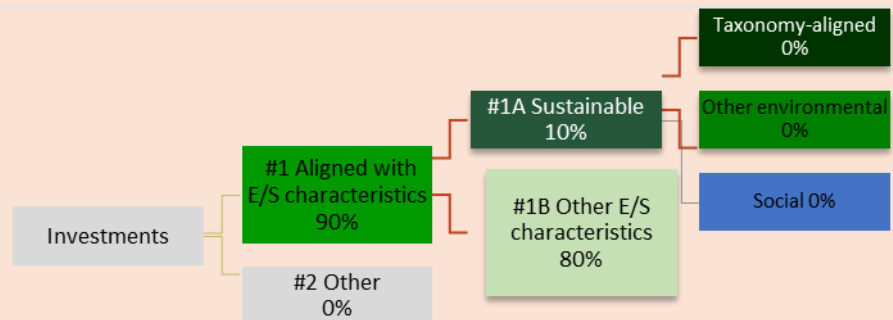 Investments
#1 Aligned with
E/S characteristics
90%
#2 Other
0%
#1A Sustainable
10%
#1B Other E/S
characteristics
80%
Taxonomy-aligned
0%
Other environmental
0%
Social 0%